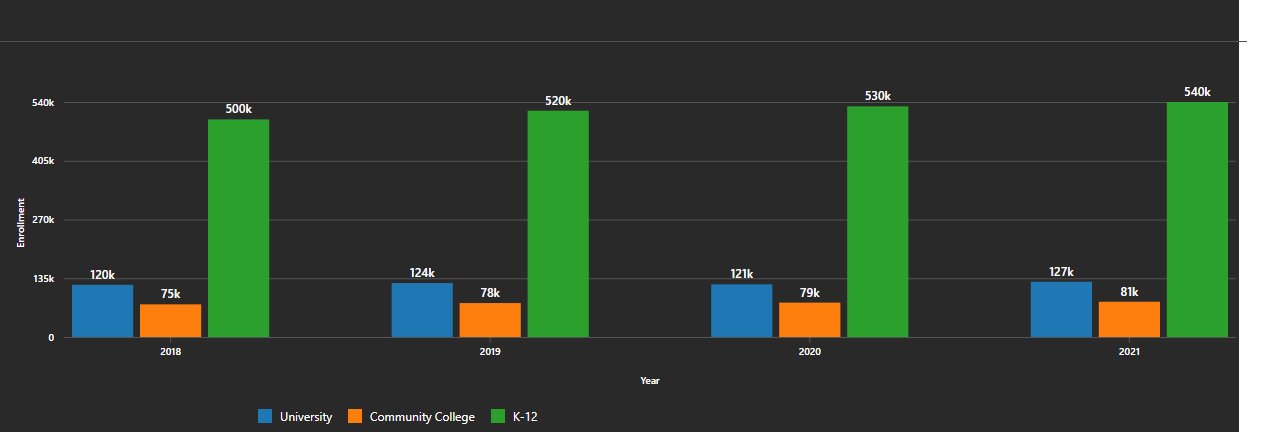 540k
405k
270k
135k
0
Enrollment
120k
75k
500k
124k
78k
520k
121k
79k
530k
127k
81k
540k
2018
2019
2020
2021
Year
University
Community College
K-12